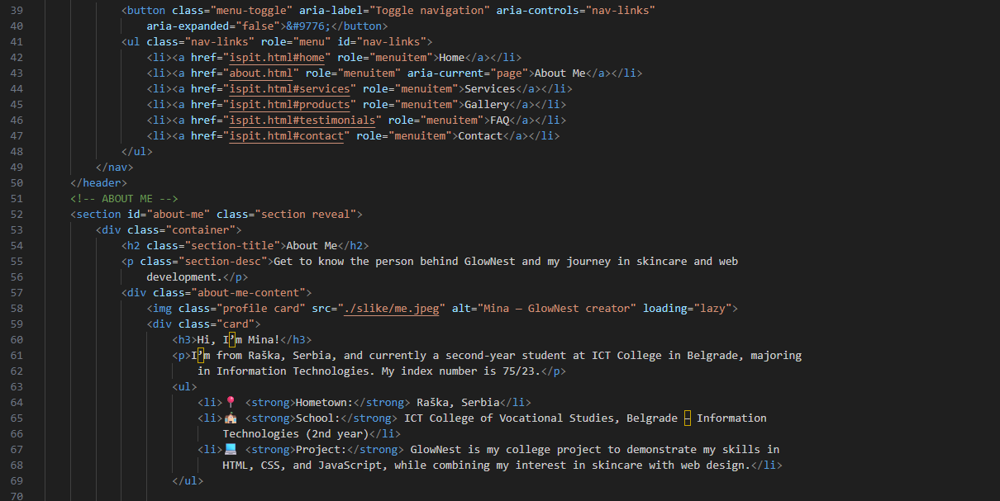 39 <button class="menu-toggle" aria-label="Toggle navigation" aria-controls="nav-links"
40 aria-expanded="false">&#9776;</button>
41 <ul class="nav-links" role="menu" id="nav-links">
42 <li><a href="ispit.html#home" role="menuitem">Home</a></li>
43 <li><a href="about.html" role="menuitem" aria-current="page">About Me</a></li>
44 <li><a href="ispit.html#services" role="menuitem">Services</a></li>
45 <li><a href="ispit.html#products" role="menuitem">Gallery</a></li>
46 <li><a href="ispit.html#testimonials" role="menuitem">FAQ</a></li>
47 <li><a href="ispit.html#contact" role="menuitem">Contact</a></li>
48 </ul>
49 </nav>
50 </header>
51 <!-- ABOUT ME -->
52 <section id="about-me" class="section reveal">
53 <div class="container">
54 <h2 class="section-title">About Me</h2>
55 <p class="section-desc">Get to know the person behind GlowNest and my journey in skincare and web
56 development.</p>
57 <div class="about-me-content">
58 <img class="profile card" src="./slike/me.jpeg" alt="Mina — GlowNest creator" loading="lazy">
59 <div class="card">
60 <h3>Hi, I’m Mina!</h3>
61 <p>I’m from Raška, Serbia, and currently a second-year student at ICT College in Belgrade, majoring
62 in Information Technologies. My index number is 75/23.</p>
63 <ul>
64 <li>📍 <strong>Hometown:</strong> Raška, Serbia</li>
65 <li>🏫 <strong>School:</strong> ICT College of Vocational Studies, Belgrade – Information
66 Technologies (2nd year)</li>
67 <li>💻 <strong>Project:</strong> GlowNest is my college project to demonstrate my skills in
68 HTML, CSS, and JavaScript, while combining my interest in skincare with web design.</li>
69 </ul>
70